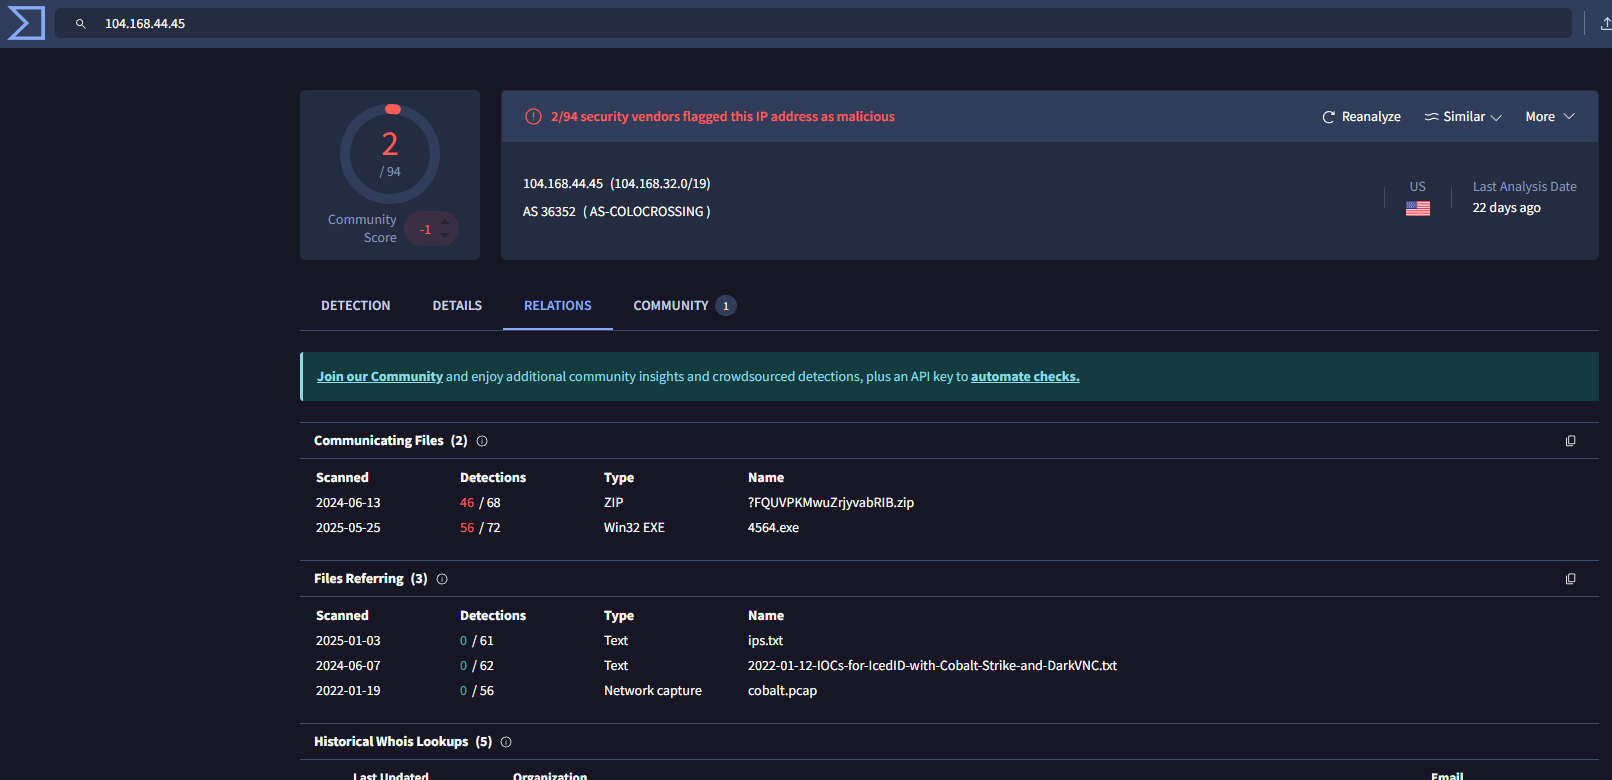 104.168.44.45
2
/ 94
Community Score
-1
2/94 security vendors flagged this IP address as malicious
Reanalyze
Similar
More
104.168.44.45 (104.168.32.0/19)
AS 36352 ( AS-COLOCROSSING )
US
Last Analysis Date
22 days ago
DETECTION DETAILS RELATIONS COMMUNITY 1
Join our Community and enjoy additional community insights and crowdsourced detections, plus an API key to automate checks.
Communicating Files (2)
Scanned Detections Type Name
2024-06-13 46 / 68 ZIP ?FQUVPKMwuZrjyvabRIB.zip
2025-05-25 56 / 72 Win32 EXE 4564.exe
Files Referring (3)
Scanned Detections Type Name
2025-01-03 0 / 61 Text ips.txt
2024-06-07 0 / 62 Text 2022-01-12-IOCs-for-IcedID-with-Cobalt-Strike-and-DarkVNC.txt
2022-01-19 0 / 56 Network capture cobalt.pcap
Historical Whois Lookups (5)
Last Updated Organization Email